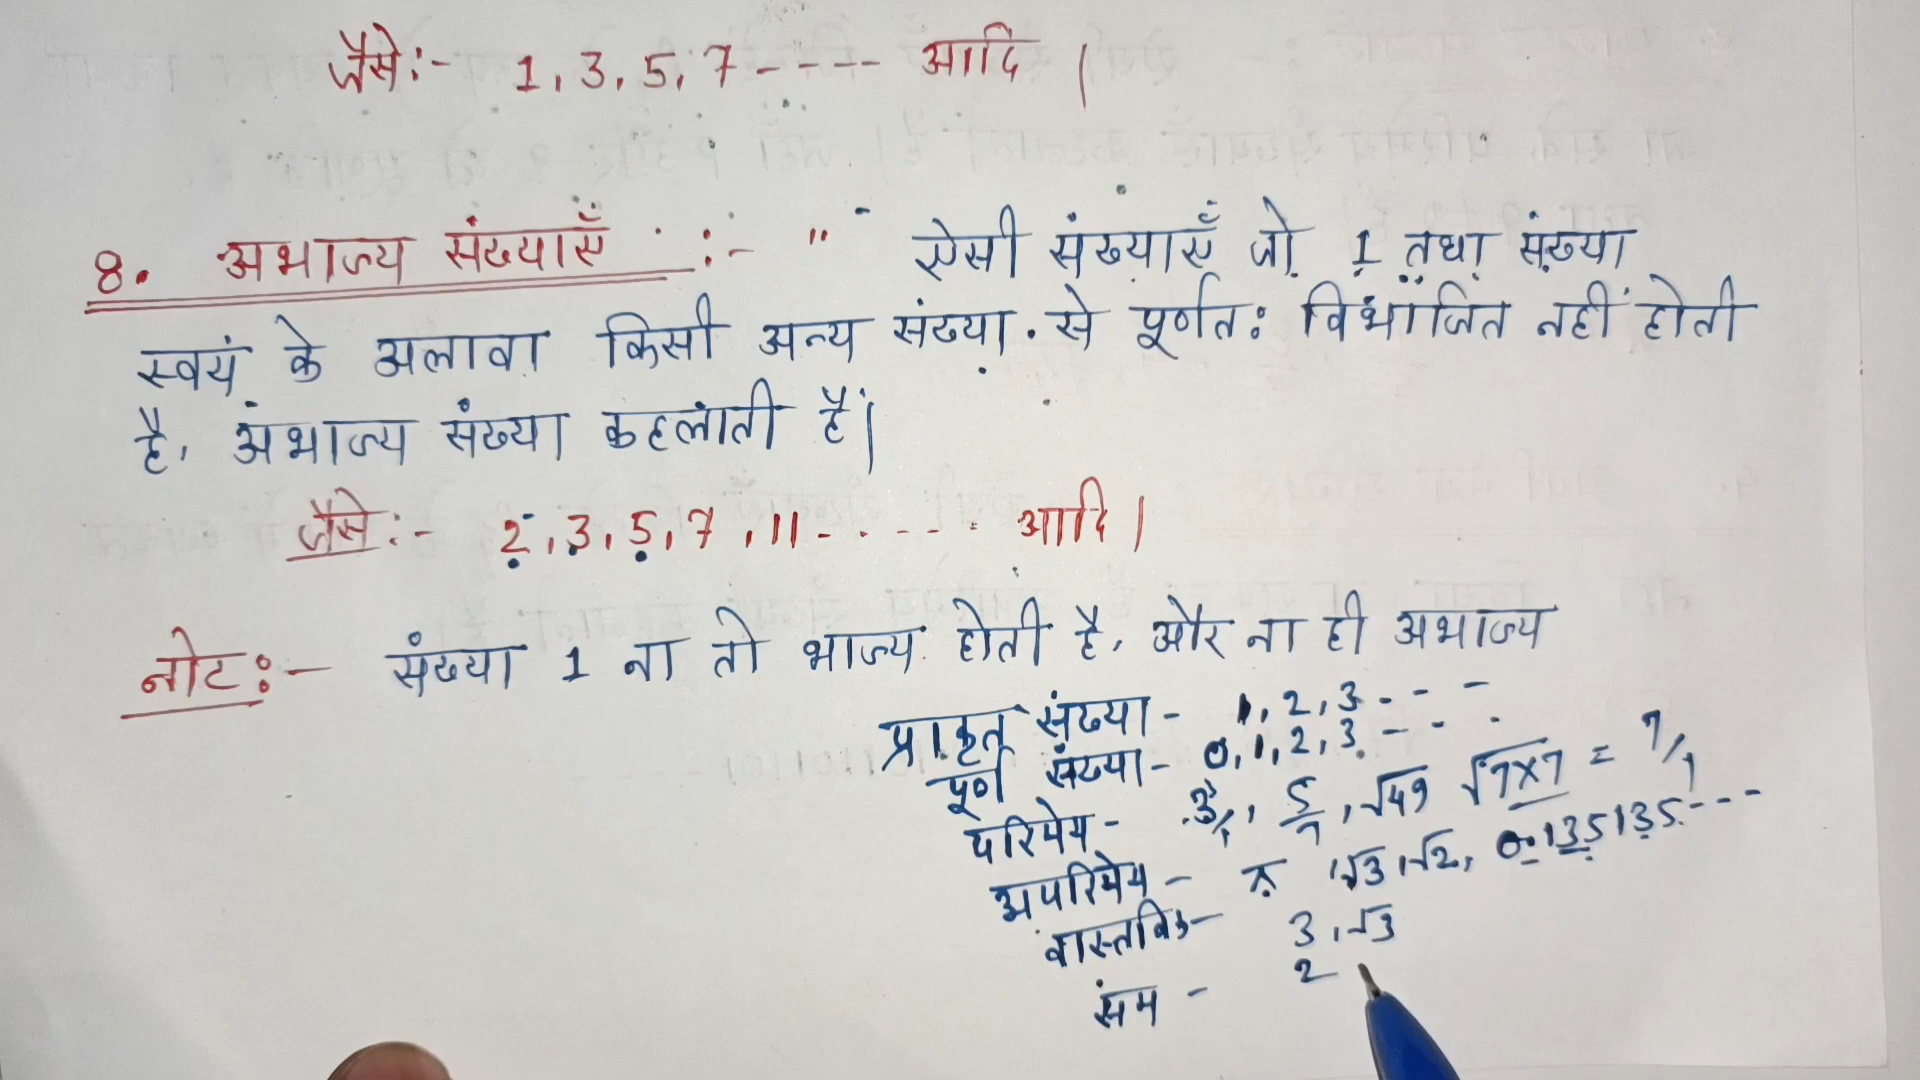 जैसे:- 1, 3, 5, 7 ---- आदि |
8. अभाज्य संख्याएँ :- " ऐसी संख्याएँ जो 1 तथा संख्या
स्वयं के अलावा किसी अन्य संख्या से पूर्णत: विभाजित नहीं होती
है, अभाज्य संख्या कहलाती है|
जैसे:- 2, 3, 5, 7, 11 ------ आदि |
नोट:- संख्या 1 ना तो भाज्य होती है, और ना ही अभाज्य
प्राकृत संख्या - 1, 2, 3 - - -
पूर्ण संख्या - 0, 1, 2, 3 - - -
परिमेय - 3/1, 5/7, √49 √7×7 = 7/1
अपरिमेय - π, √3, √2, 0.135135---
वास्तविक - 3, √3
सम - 2